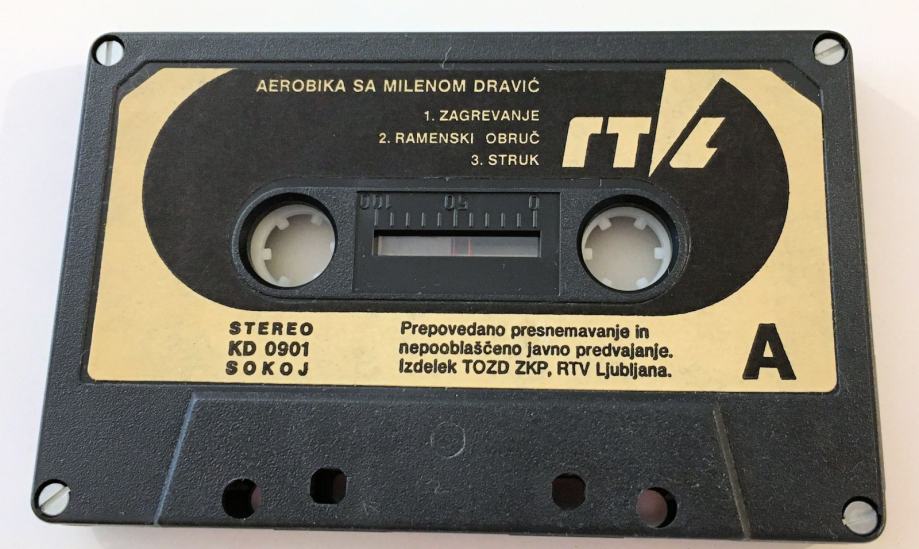 AEROBIKA SA MILENOM DRAVIĆ
1. ZAGREVANJE
2. RAMENSKI OBRUČ
3. STRUK
RTVL
100 50 0
STEREO
KD 0901
SOKOJ
Prepovedano presnemavanje in
nepooblaščeno javno predvajanje.
Izdelek TOZD ZKP, RTV Ljubljana.
A